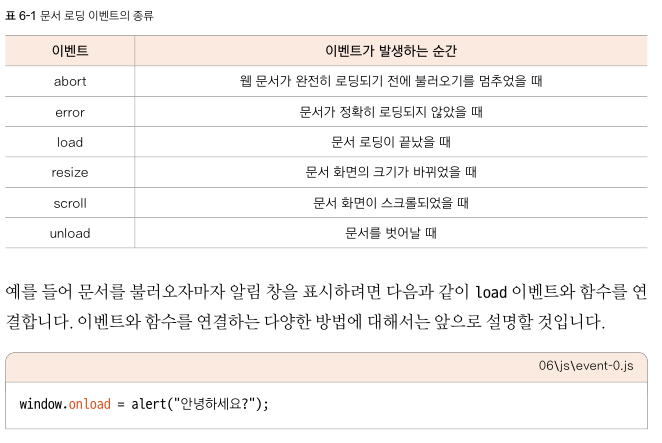 표 6-1 문서 로딩 이벤트의 종류
이벤트 이벤트가 발생하는 순간
abort 웹 문서가 완전히 로딩되기 전에 불러오기를 멈추었을 때
error 문서가 정확히 로딩되지 않았을 때
load 문서 로딩이 끝났을 때
resize 문서 화면의 크기가 바뀌었을 때
scroll 문서 화면이 스크롤되었을 때
unload 문서를 벗어날 때
예를 들어 문서를 불러오자마자 알림 창을 표시하려면 다음과 같이 load 이벤트와 함수를 연
결합니다. 이벤트와 함수를 연결하는 다양한 방법에 대해서는 앞으로 설명할 것입니다.
06\js\event-0.js
window.onload = alert("안녕하세요?");